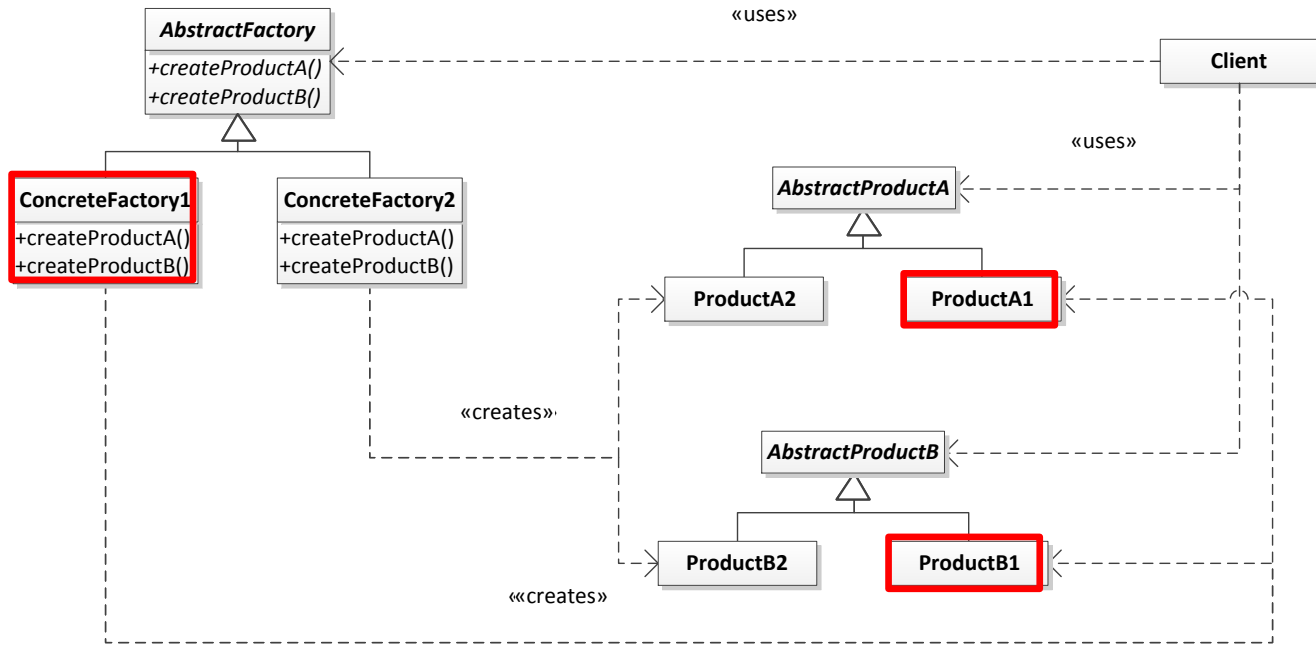 «uses»
AbstractFactory
+createProductA()
+createProductB()
Client
«uses»
ConcreteFactory1
+createProductA()
+createProductB()
ConcreteFactory2
+createProductA()
+createProductB()
AbstractProductA
ProductA2
ProductA1
«creates»
AbstractProductB
ProductB2
ProductB1
««creates»